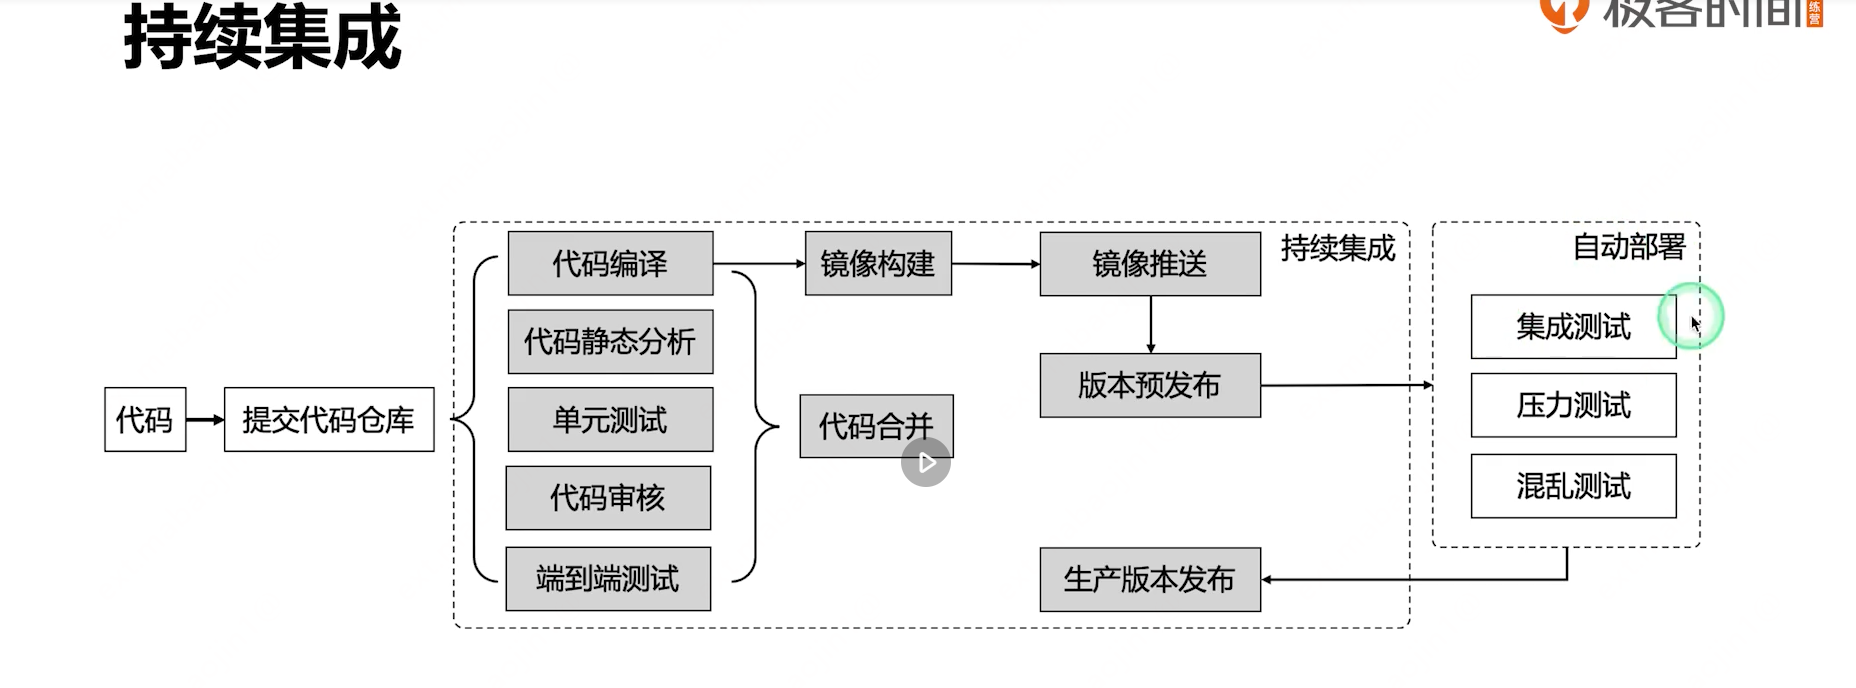 持续集成
极客时间
练
营
代码
提交代码仓库
代码编译
代码静态分析
单元测试
代码审核
端到端测试
镜像构建
代码合并
镜像推送
版本预发布
生产版本发布
持续集成
自动部署
集成测试
压力测试
混乱测试